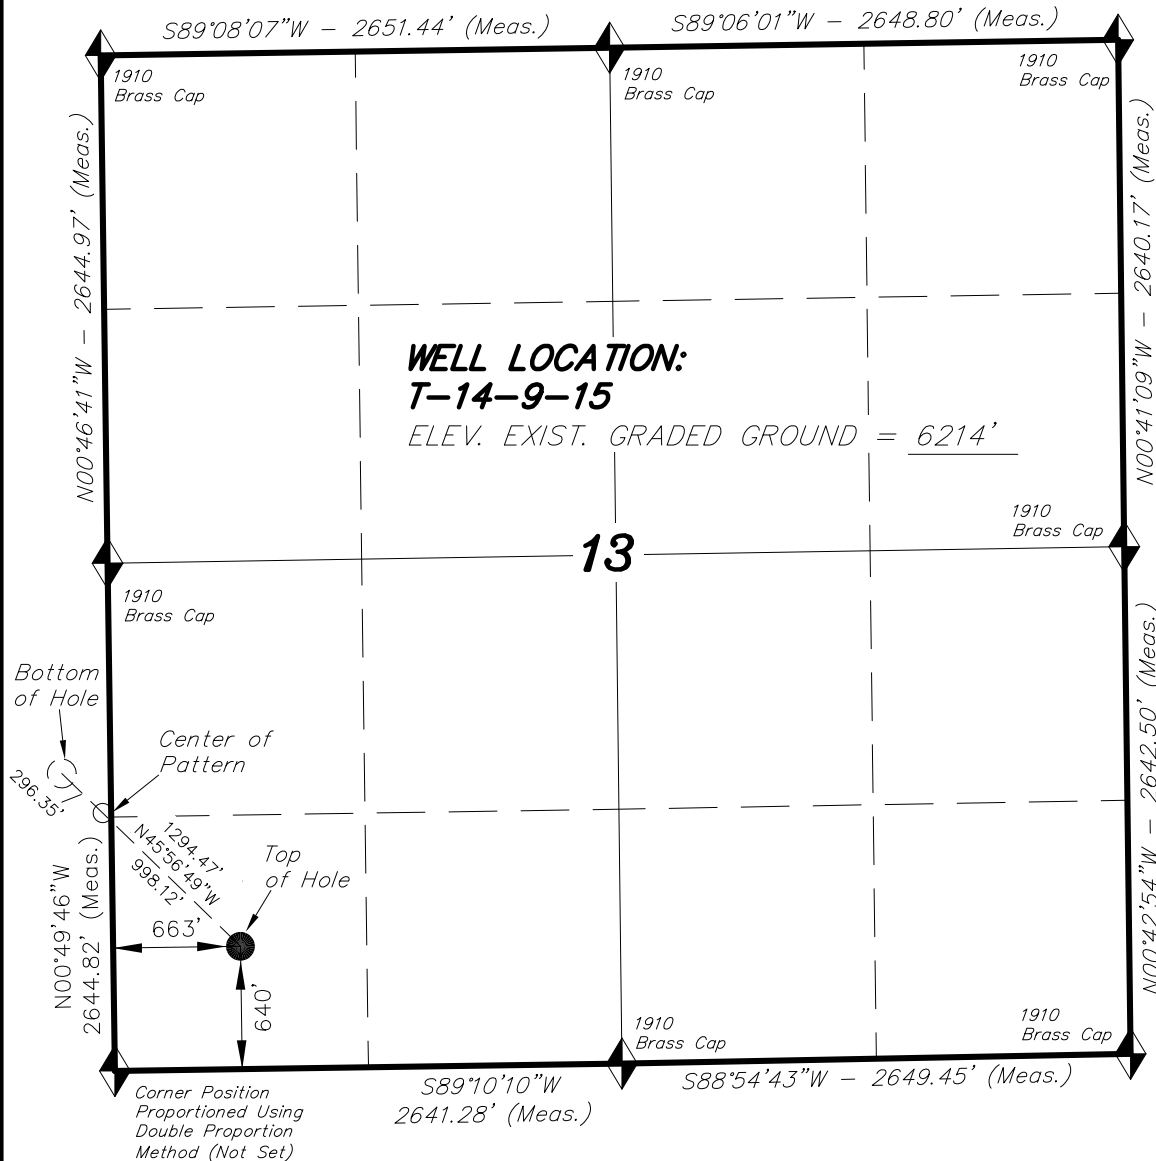 S89°08'07"W - 2651.44' (Meas.)
S89°06'01"W - 2648.80' (Meas.)
1910
Brass Cap
1910
Brass Cap
1910
Brass Cap
N00°46'41"W - 2644.97' (Meas.)
N00°41'09"W - 2640.17' (Meas.)
WELL LOCATION:
T-14-9-15
ELEV. EXIST. GRADED GROUND = 6214'
1910
Brass Cap
13
1910
Brass Cap
Bottom
of Hole
Center of
Pattern
296.35'
1294.47'
N45°56'49"W
998.12'
Top
of Hole
663'
640'
N00°49'46"W
2644.82' (Meas.)
N00°42'54"W - 2642.50' (Meas.)
1910
Brass Cap
1910
Brass Cap
Corner Position
Proportioned Using
Double Proportion
Method (Not Set)
S89°10'10"W
2641.28' (Meas.)
S88°54'43"W - 2649.45' (Meas.)